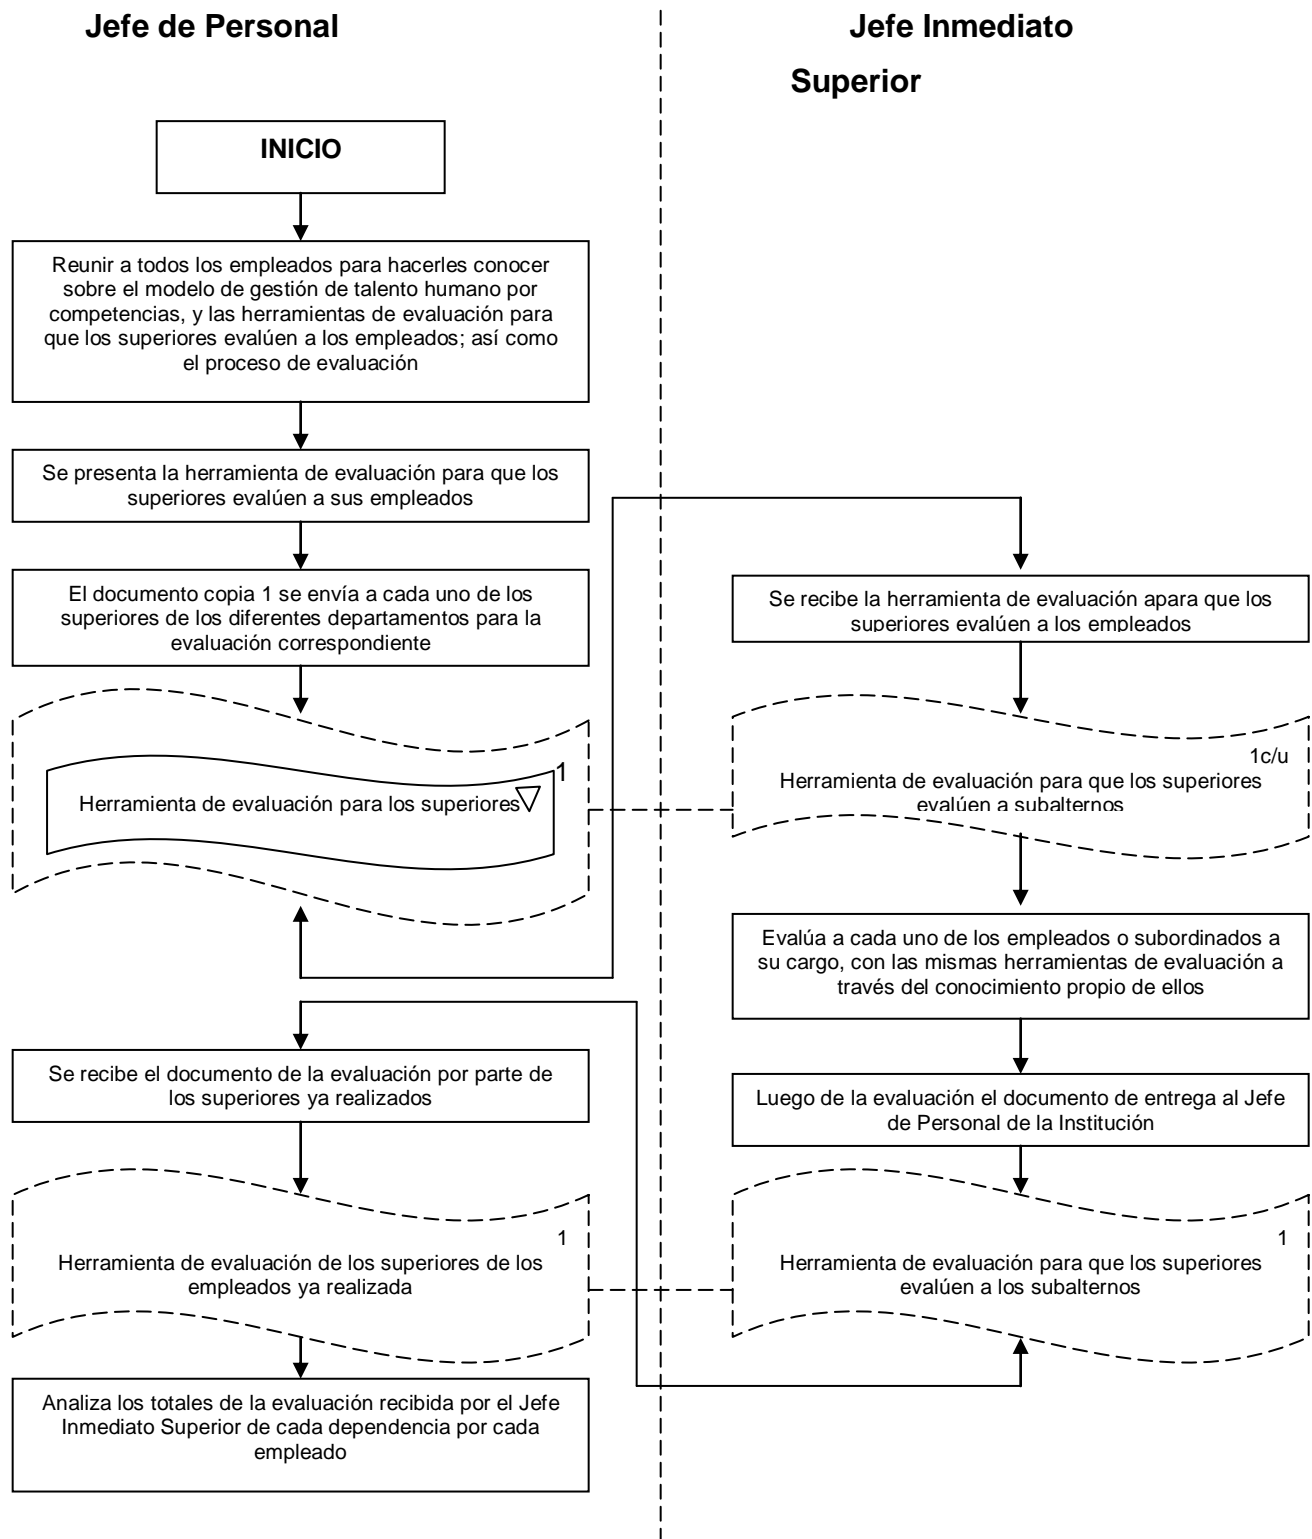 Jefe de Personal
Jefe Inmediato
Superior
INICIO
Reunir a todos los empleados para hacerles conocer
sobre el modelo de gestión de talento humano por
competencias, y las herramientas de evaluación para
que los superiores evalúen a los empleados; así como
el proceso de evaluación
Se presenta la herramienta de evaluación para que los
superiores evalúen a sus empleados
El documento copia 1 se envía a cada uno de los
superiores de los diferentes departamentos para la
evaluación correspondiente
1
Herramienta de evaluación para los superiores
Se recibe la herramienta de evaluación apara que los
superiores evalúen a los empleados
1c/u
Herramienta de evaluación para que los superiores
evalúen a subalternos
Evalúa a cada uno de los empleados o subordinados a
su cargo, con las mismas herramientas de evaluación a
través del conocimiento propio de ellos
Luego de la evaluación el documento de entrega al Jefe
de Personal de la Institución
1
Herramienta de evaluación para que los superiores
evalúen a los subalternos
Se recibe el documento de la evaluación por parte de
los superiores ya realizados
1
Herramienta de evaluación de los superiores de los
empleados ya realizada
Analiza los totales de la evaluación recibida por el Jefe
Inmediato Superior de cada dependencia por cada
empleado